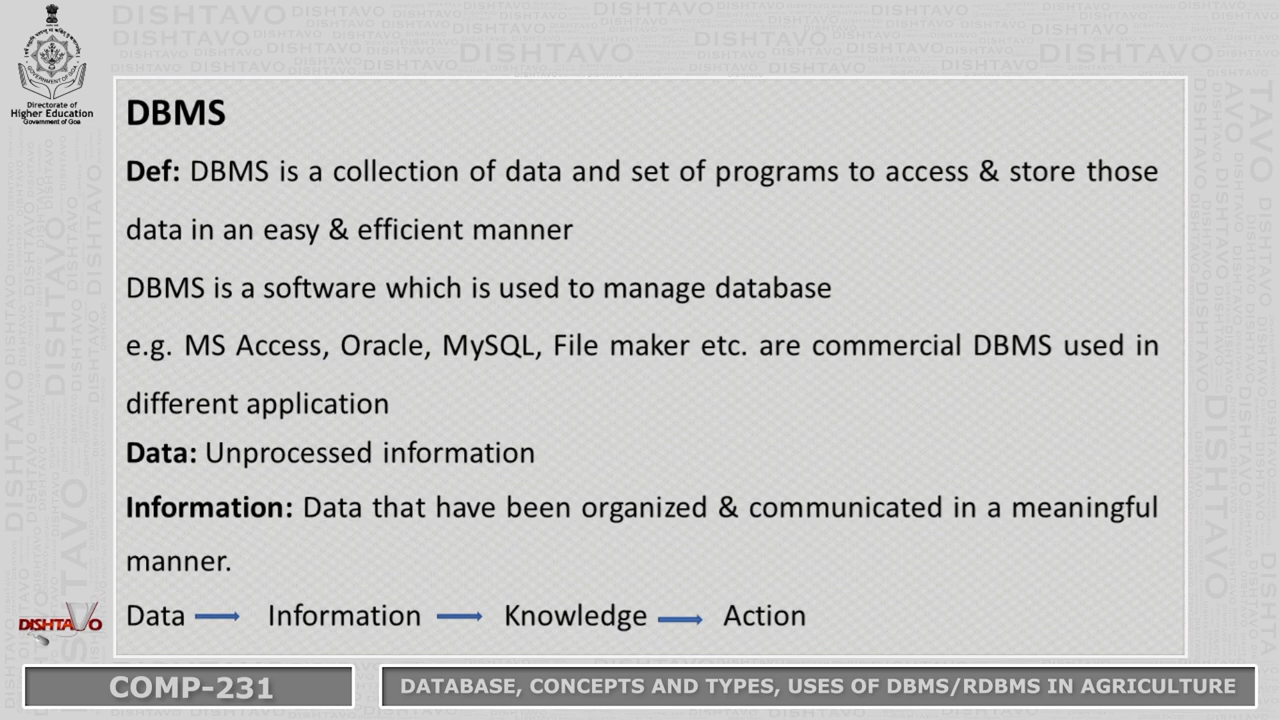 Directorate of
Higher Education
Government of Goa
DBMS
Def: DBMS is a collection of data and set of programs to access & store those
data in an easy & efficient manner
DBMS is a software which is used to manage database
e.g. MS Access, Oracle, MySQL, File maker etc. are commercial DBMS used in
different application
Data: Unprocessed information
Information: Data that have been organized & communicated in a meaningful
manner.
Data Information Knowledge Action
DISHTAVO
COMP-231
DATABASE, CONCEPTS AND TYPES, USES OF DBMS/RDBMS IN AGRICULTURE